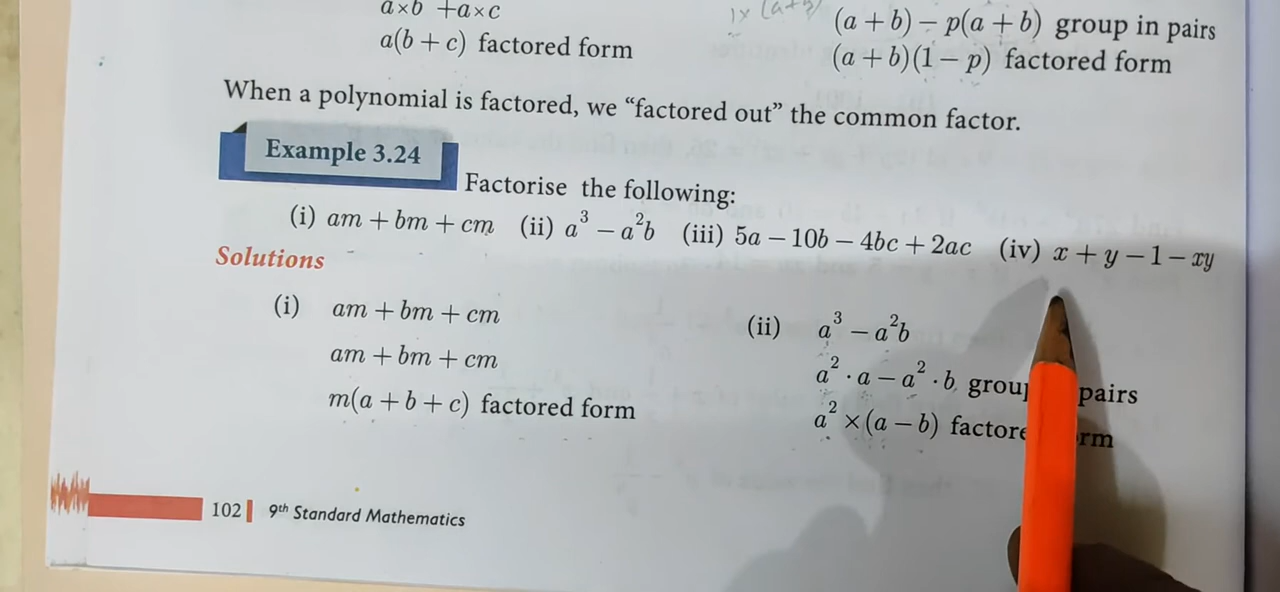 a×b + a×c
1× (a+b)
(a + b) − p(a + b) group in pairs
a(b + c) factored form
(a + b)(1 − p) factored form
When a polynomial is factored, we “factored out” the common factor.
Example 3.24
Factorise the following:
(i) am + bm + cm (ii) a³ − a²b (iii) 5a − 10b − 4bc + 2ac (iv) x + y − 1 − xy
Solutions
(i) am + bm + cm
am + bm + cm
m(a + b + c) factored form
(ii) a³ − a²b
a² · a − a² · b group pairs
a² × (a − b)
102 9th Standard Mathematics